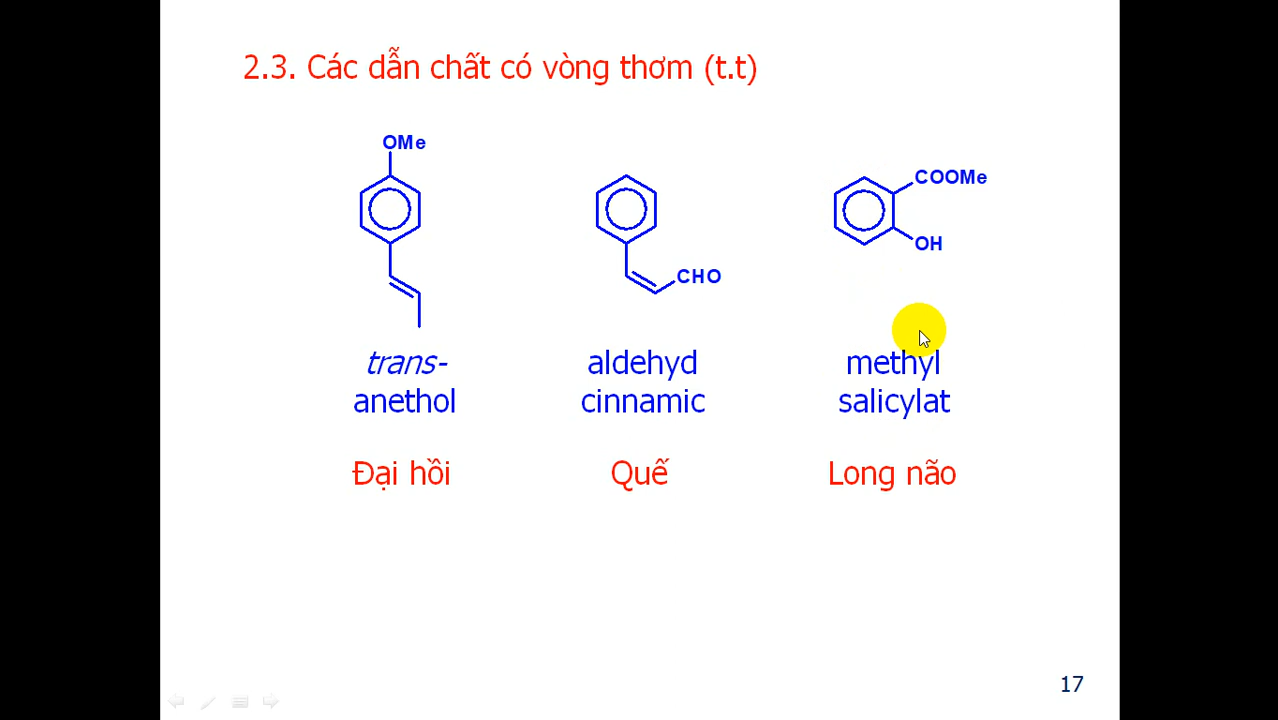 2.3. Các dẫn chất có vòng thơm (t.t)
OMe
COOMe
OH
CHO
trans-
anethol
aldehyd
cinnamic
methyl
salicylat
Đại hồi
Quế
Long não
17